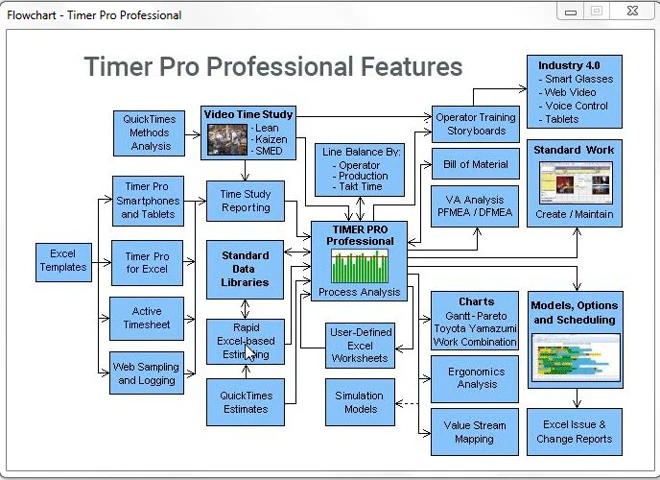 Flowchart - Timer Pro Professional
Timer Pro Professional Features
Industry 4.0
- Smart Glasses
- Web Video
- Voice Control
- Tablets
QuickTimes
Methods
Analysis
Video Time Study
- Lean
- Kaizen
- SMED
Operator Training
Storyboards
Line Balance By:
- Operator
- Production
- Takt Time
Bill of Material
Standard Work
Create / Maintain
Timer Pro
Smartphones
and Tablets
Time Study
Reporting
VA Analysis
PFMEA / DFMEA
TIMER PRO
Professional
Process Analysis
Excel
Templates
Timer Pro
for Excel
Standard
Data
Libraries
Active
Timesheet
Rapid
Excel-based
Estimating
User-Defined
Excel
Worksheets
Charts
Gantt-Pareto
Toyota Yamazumi
Work Combination
Models, Options
and Scheduling
Web Sampling
and Logging
QuickTimes
Estimates
Simulation
Models
Ergonomics
Analysis
Value Stream
Mapping
Excel Issue &
Change Reports